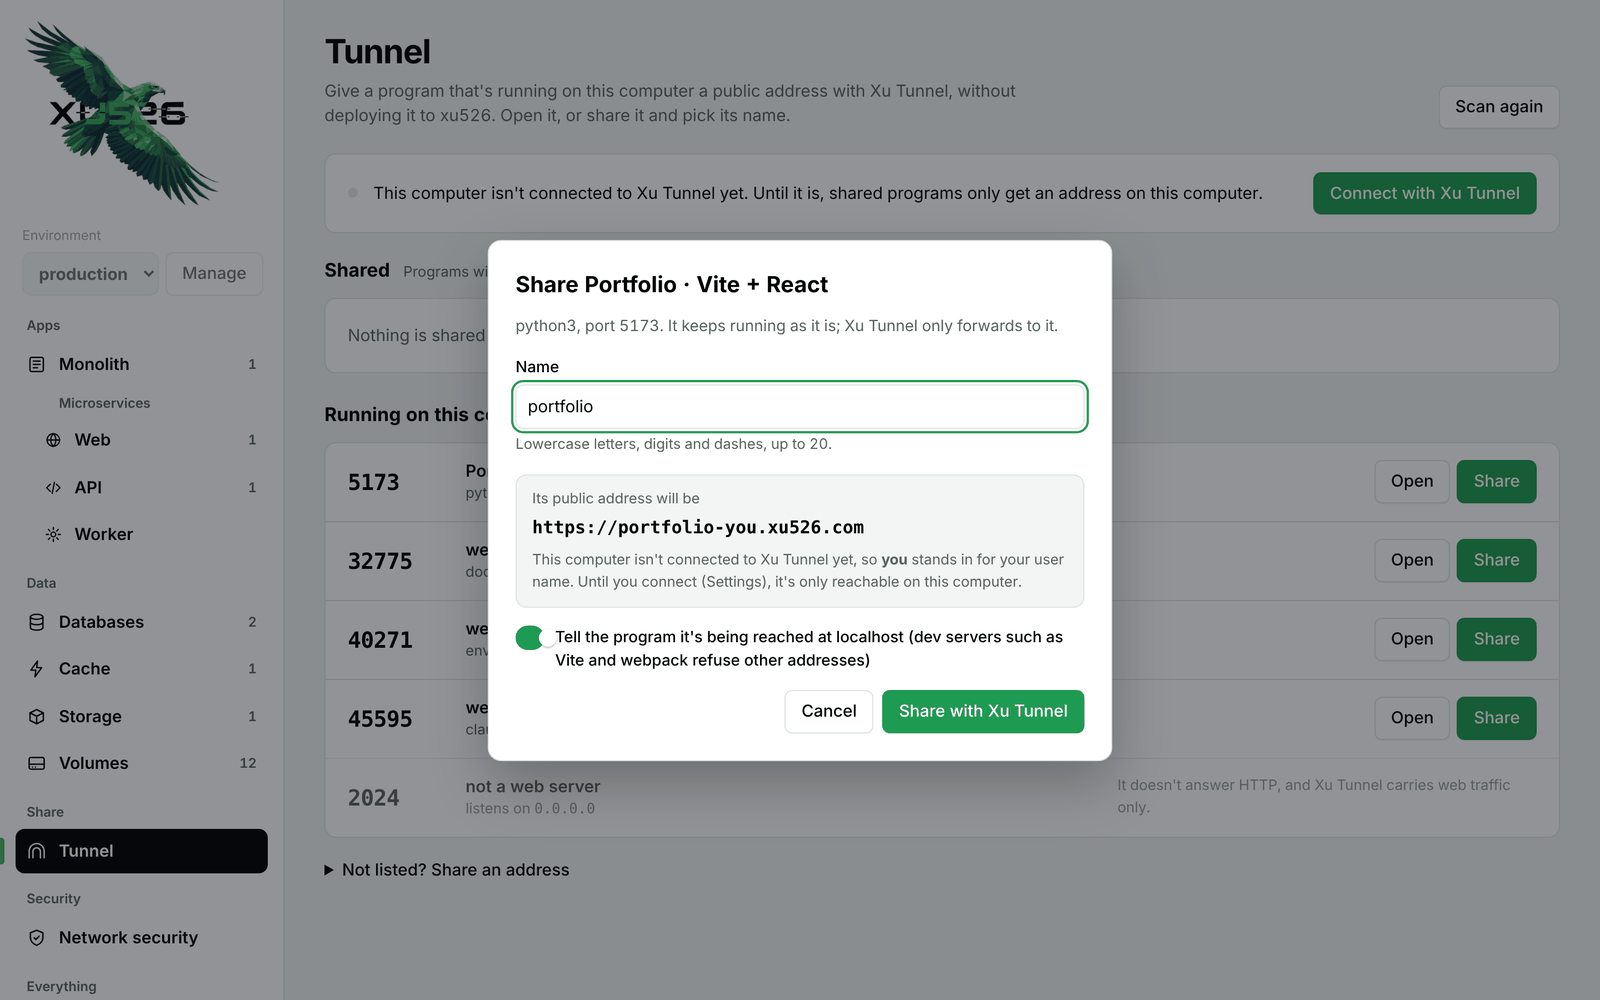 XU526
Environment
production
Manage
Apps
Monolith 1
Microservices
Web 1
API 1
Worker
Data
Databases 2
Cache 1
Storage 1
Volumes 12
Share
Tunnel
Security
Network security
Everything
Tunnel
Give a program that's running on this computer a public address with Xu Tunnel, without
deploying it to xu526. Open it, or share it and pick its name.
Scan again
This computer isn't connected to Xu Tunnel yet. Until it is, shared programs only get an address on this computer.
Connect with Xu Tunnel
Shared Programs
Nothing is shared
Running on this
5173
Open Share
32775
Open Share
40271
Open Share
45595
Open Share
2024 not a web server
listens on 0.0.0.0
It doesn't answer HTTP, and Xu Tunnel carries web traffic
only.
Not listed? Share an address
Share Portfolio · Vite + React
python3, port 5173. It keeps running as it is; Xu Tunnel only forwards to it.
Name
portfolio
Lowercase letters, digits and dashes, up to 20.
Its public address will be
https://portfolio-you.xu526.com
This computer isn't connected to Xu Tunnel yet, so you stands in for your user
name. Until you connect (Settings), it's only reachable on this computer.
Tell the program it's being reached at localhost (dev servers such as
Vite and webpack refuse other addresses)
Cancel
Share with Xu Tunnel